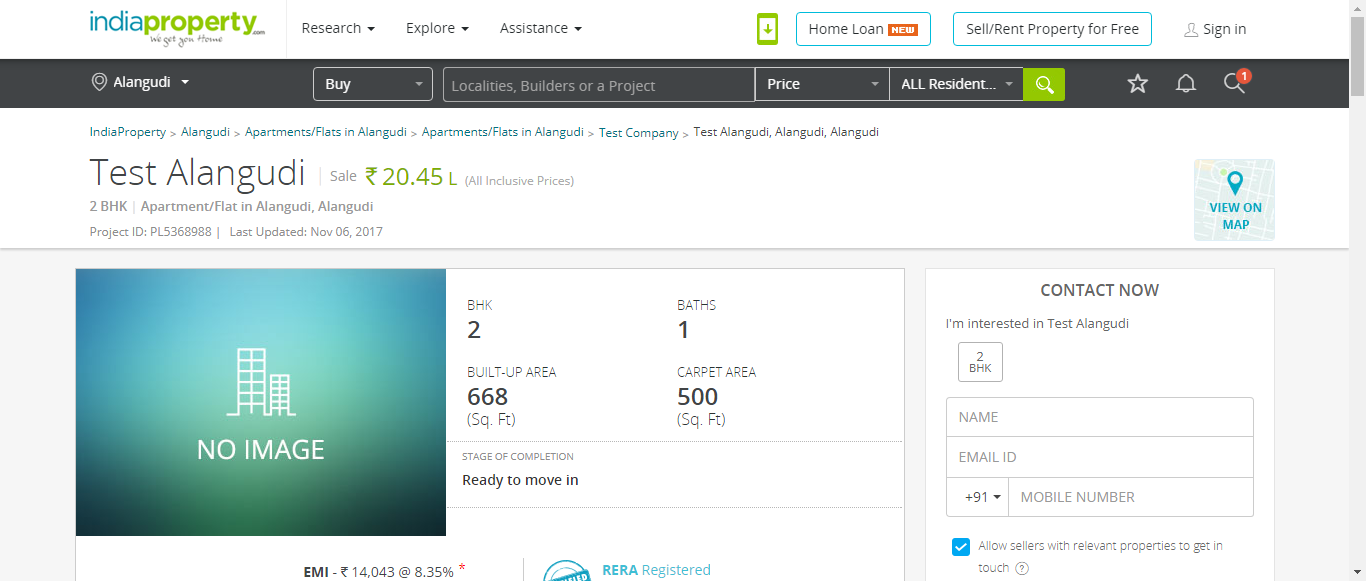 indiaproperty.com
We get you Home
Research
Explore
Assistance
Home Loan NEW
Sell/Rent Property for Free
Sign in
Alangudi
Buy
Localities, Builders or a Project
Price
ALL Resident...
1
IndiaProperty > Alangudi > Apartments/Flats in Alangudi > Apartments/Flats in Alangudi > Test Company > Test Alangudi, Alangudi, Alangudi
Test Alangudi | Sale ₹ 20.45 L (All Inclusive Prices)
2 BHK | Apartment/Flat in Alangudi, Alangudi
Project ID: PL5368988 | Last Updated: Nov 06, 2017
VIEW ON
MAP
NO IMAGE
BHK
2
BATHS
1
BUILT-UP AREA
668
(Sq. Ft)
CARPET AREA
500
(Sq. Ft)
STAGE OF COMPLETION
Ready to move in
EMI - ₹ 14,043 @ 8.35% *
RERA Registered
CONTACT NOW
I'm interested in Test Alangudi
2
BHK
NAME
EMAIL ID
+91
MOBILE NUMBER
Allow sellers with relevant properties to get in
touch ?